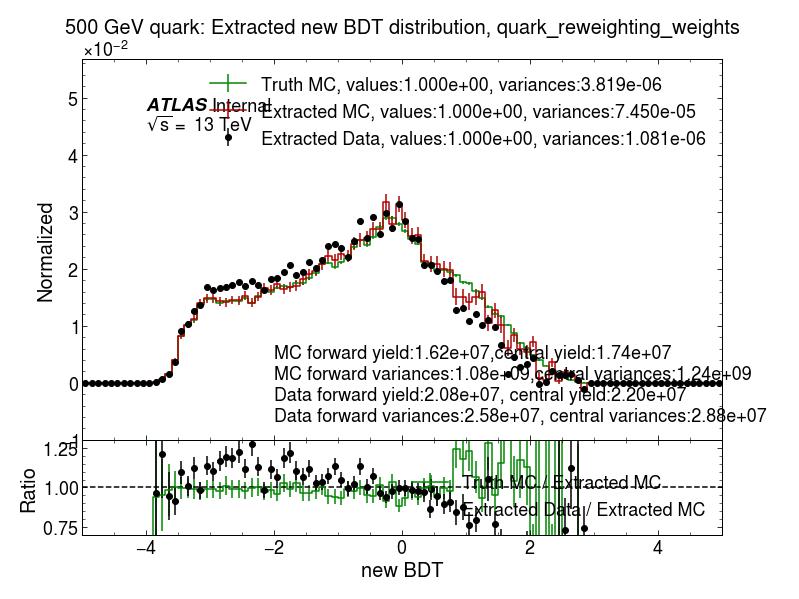 500 GeV quark: Extracted new BDT distribution, quark_reweighting_weights
×10⁻²
Truth MC, values:1.000e+00, variances:3.819e-06
ATLAS Internal
Extracted MC, values:1.000e+00, variances:7.450e-05
√s = 13 TeV
Extracted Data, values:1.000e+00, variances:1.081e-06
5
4
3
2
1
0
−1
Normalized
MC forward yield:1.62e+07,central yield:1.74e+07
MC forward variances:1.08e+09,central variances:1.24e+09
Data forward yield:2.08e+07, central yield:2.20e+07
Data forward variances:2.58e+07, central variances:2.88e+07
1.25
1.00
0.75
Ratio
Truth MC / Extracted MC
Extracted Data / Extracted MC
−4 −2 0 2 4
new BDT